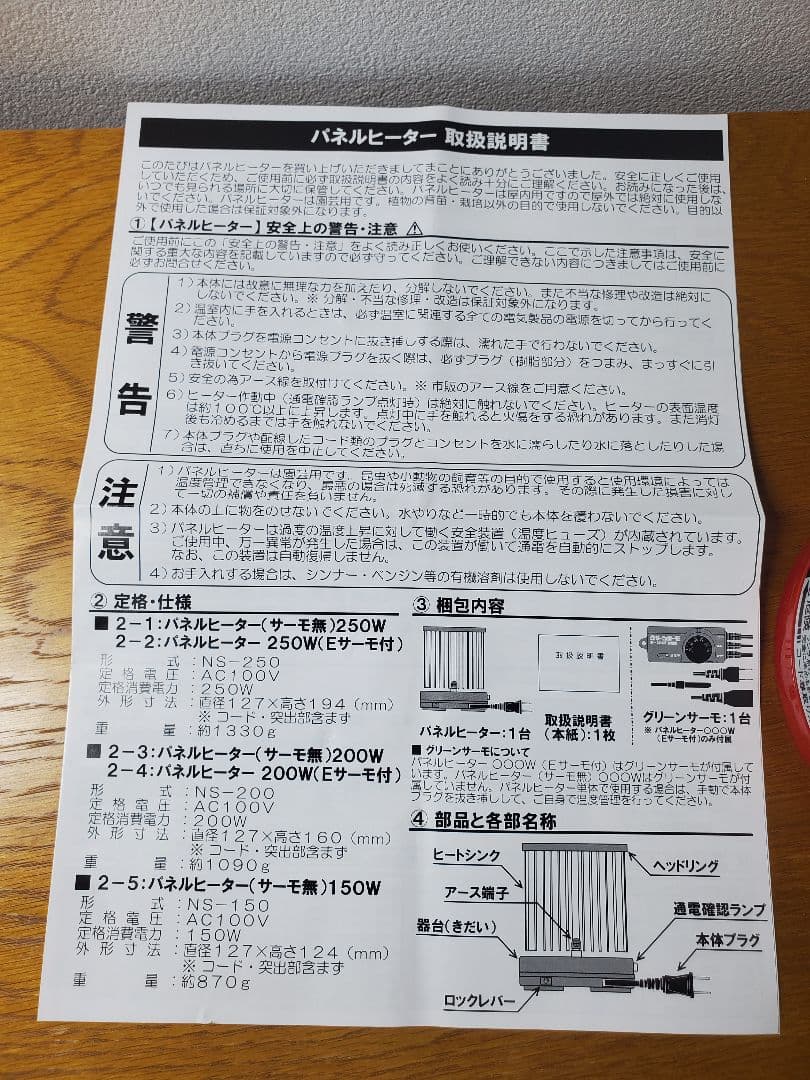 パネルヒーター 取扱説明書
このたびはパネルヒーターを買い上げいただきましてまことにありがとうございました。安全に正しくご使用
していただくため、ご使用前に必ず取扱説明書の内容をよく読み十分にご理解ください。お読みになった後は、
いつでも見られる場所に大切に保管してください。パネルヒーターは屋内用ですので屋外では絶対に使用しな
いでください。パネルヒーターは園芸用です。植物の育苗・栽培以外の目的で使用しないでください。目的以
外で使用した場合は保証対象外になります。
①【パネルヒーター】安全上の警告・注意
ご使用前にこの「安全上の警告・注意」をよく読み正しくお使いください。ここで示した注意事項は、安全に
関する重大な内容を記載していますので必ず守ってください。ご理解できない内容につきましてはご使用前に
必ずお問合せください。
警告
1）本体には故意に無理な力を加えたり、分解しないでください。また不当な修理や改造は絶対に
しないでください。※ 分解・不当な修理・改造は保証対象外になります。
2）温室内に手を入れるときは、必ず温室に関連する全ての電気製品の電源を切ってから行ってく
ださい。
3）本体プラグを電源コンセントに抜き挿しする際は、濡れた手で行わないでください。
4）電源コンセントから電源プラグを抜く際は、必ずプラグ（樹脂部分）をつまみ、まっすぐに引
き抜いてください。
5）安全の為アース線を取付けてください。※ 市販のアース線をご用意ください。
6）ヒーター作動中（通電確認ランプ点灯時）は絶対に触れないでください。ヒーターの表面温度
は約100℃以上に上昇します。点灯中に手を触れると火傷をする恐れがあります。また消灯
後も冷めるまでは手を触れないでください。
7）本体プラグや配線したコード類のプラグとコンセントを水に濡らしたり水に落としたりした場
合は、直ちに使用を中止してください。
注意
1）パネルヒーターは園芸用です。昆虫や小動物の飼育等の目的で使用すると使用環境によっては
温度管理できなくなり、最悪の場合は死滅する恐れがあります。その際に発生した損害に対し
て一切の補償や責任を負いません。
2）本体の上に物をのせないでください。水やりなど一時的でも本体を覆わないでください。
3）パネルヒーターは過度の温度上昇に対して働く安全装置（温度ヒューズ）が内蔵されています。
ご使用中、万一異常が発生した場合は、この装置が働いて通電を自動的にストップします。
なお、この装置は自動復帰しません。
4）お手入れする場合は、シンナー・ベンジン等の有機溶剤は使用しないでください。
② 定格・仕様
■ 2－1：パネルヒーター（サーモ無）250W
2－2：パネルヒーター 250W（Eサーモ付）
形式：NS－250
定格電圧：AC100V
定格消費電力：250W
外形寸法：直径127×高さ194（mm）
※ コード・突出部含まず
重量：約1330g
■ 2－3：パネルヒーター（サーモ無）200W
2－4：パネルヒーター 200W（Eサーモ付）
形式：NS－200
定格電圧：AC100V
定格消費電力：200W
外形寸法：直径127×高さ160（mm）
※ コード・突出部含まず
重量：約1090g
■ 2－5：パネルヒーター（サーモ無）150W
形式：NS－150
定格電圧：AC100V
定格消費電力：150W
外形寸法：直径127×高さ124（mm）
※ コード・突出部含まず
重量：約870g
③ 梱包内容
取扱説明書
パネルヒーター：1台
取扱説明書
（本紙）：1枚
グリーンサーモ：1台
※ パネルヒーター○○○W
（Eサーモ付）のみ付属
■ グリーンサーモについて
パネルヒーター ○○○W（Eサーモ付）はグリーンサーモが付属して
います。パネルヒーター（サーモ無）○○○Wはグリーンサーモが付
属していません。パネルヒーター単体で使用する場合は、手動で本体
プラグを抜き挿しして、ご自身で温度管理を行ってください。
④ 部品と各部名称
ヒートシンク
ヘッドリング
アース端子
通電確認ランプ
器台（きだい）
本体プラグ
ロックレバー